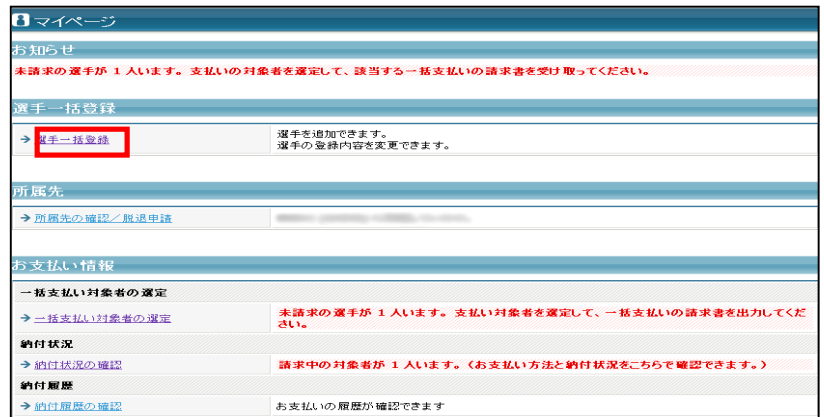 マイページ
お知らせ
未請求の選手が 1 人います。支払いの対象者を選定して、該当する一括支払いの請求書を受け取ってください。
選手一括登録
→ 選手一括登録
選手を追加できます。
選手の登録内容を変更できます。
所属先
→ 所属先の確認／脱退申請
お支払い情報
一括支払い対象者の選定
→ 一括支払い対象者の選定
未請求の選手が 1 人います。支払い対象者を選定して、一括支払いの請求書を出力してくだ
さい。
納付状況
→ 納付状況の確認
請求中の対象者が 1 人います。(お支払い方法と納付状況をこちらで確認できます。)
納付履歴
→ 納付履歴の確認
お支払いの履歴が確認できます